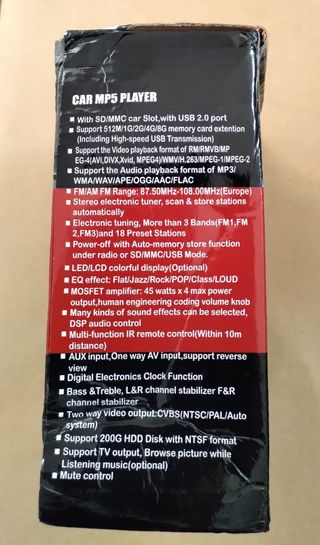 CAR MP5 PLAYER
■ With SD/MMC car Slot,with USB 2.0 port
■ Support 512M/1G/2G/4G/8G memory card extention
(Including High-speed USB Transmission)
■ Support the Video playback format of RM/RMVB/MP
EG-4(AVI,DIVX,Xvid, MPEG4)/WMV/H.263/MPEG-1/MPEG-2
■ Support the Audio playback format of MP3/
WMA/WAV/APE/OGG/AAC/FLAC
■ FM/AM FM Range: 87.50MHz-108.00MHz(Europe)
■ Stereo electronic tuner, scan & store stations
automatically
■ Electronic tuning, More than 3 Bands(FM1,FM
2,FM3)and 18 Preset Stations
■ Power-off with Auto-memory store function
under radio or SD/MMC/USB Mode.
■ LED/LCD colorful display(Optional)
■ EQ effect: Flat/Jazz/Rock/POP/Class/LOUD
■ MOSFET amplifier: 45 watts x 4 max power
output,human engineering coding volume knob
■ Many kinds of sound effects can be selected,
DSP audio control
■ Multi-function IR remote control(Within 10m
distance)
■ AUX input,One way AV input,support reverse
view
■ Digital Electronics Clock Function
■ Bass &Treble, L&R channel stabilizer F&R
channel stabilizer
■ Two way video output:CVBS(NTSC/PAL/Auto
system)
■ Support 200G HDD Disk with NTSF format
■ Support TV output, Browse picture while
Listening music(optional)
■ Mute control